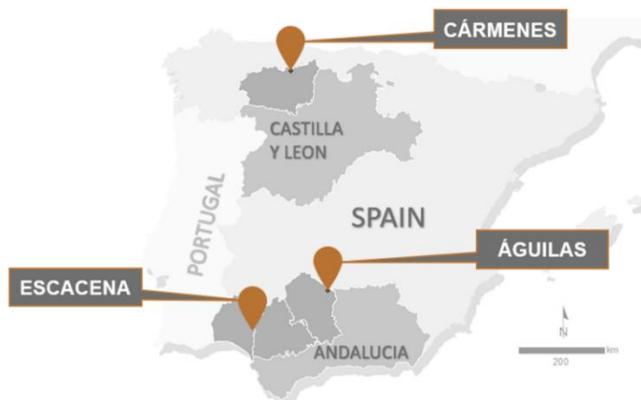 CÁRMENES
CASTILLA
Y LEON
PORTUGAL
SPAIN
ÁGUILAS
ESCACENA
ANDALUCIA
N
km
200